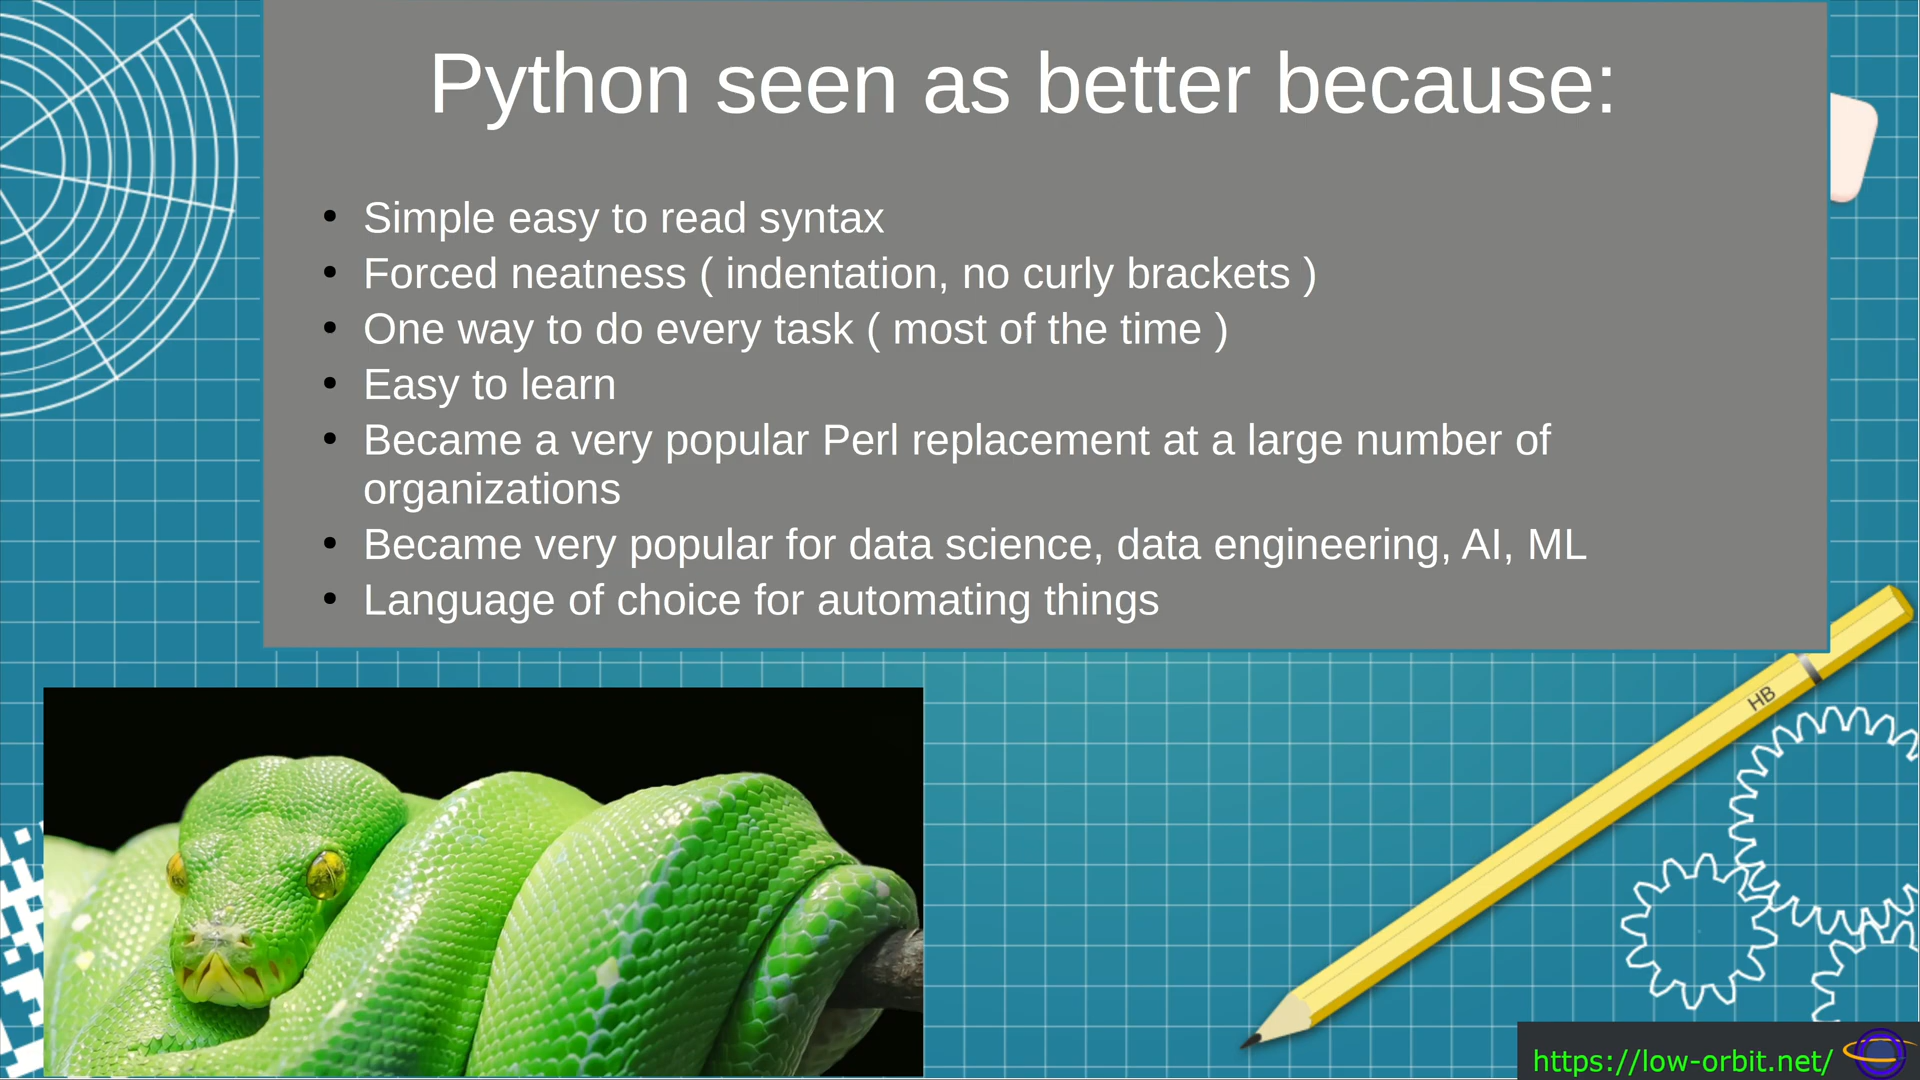 Python seen as better because:
• Simple easy to read syntax
• Forced neatness ( indentation, no curly brackets )
• One way to do every task ( most of the time )
• Easy to learn
• Became a very popular Perl replacement at a large number of
organizations
• Became very popular for data science, data engineering, AI, ML
• Language of choice for automating things
HB
https://low-orbit.net/